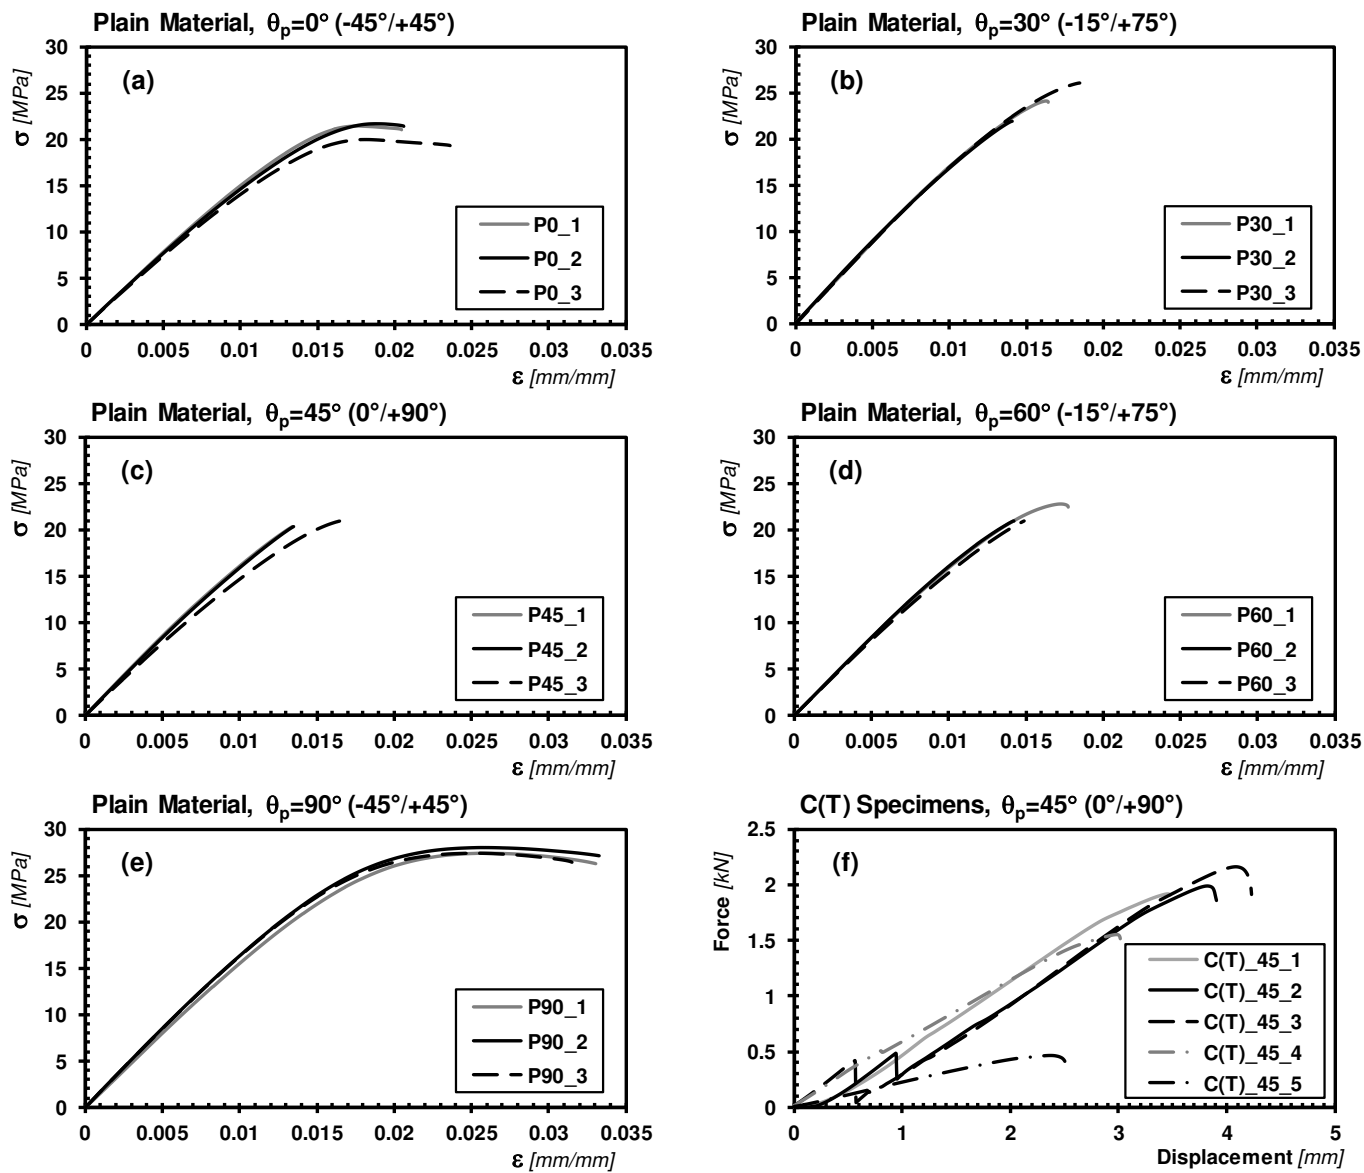 Plain Material, θp=0° (-45°/+45°)
30
25
20
15
10
5
0
σ [MPa]
(a)
P0_1
P0_2
P0_3
0 0.005 0.01 0.015 0.02 0.025 0.03 0.035
ε [mm/mm]
Plain Material, θp=30° (-15°/+75°)
30
25
20
15
10
5
0
σ [MPa]
(b)
P30_1
P30_2
P30_3
0 0.005 0.01 0.015 0.02 0.025 0.03 0.035
ε [mm/mm]
Plain Material, θp=45° (0°/+90°)
30
25
20
15
10
5
0
σ [MPa]
(c)
P45_1
P45_2
P45_3
0 0.005 0.01 0.015 0.02 0.025 0.03 0.035
ε [mm/mm]
Plain Material, θp=60° (-15°/+75°)
30
25
20
15
10
5
0
σ [MPa]
(d)
P60_1
P60_2
P60_3
0 0.005 0.01 0.015 0.02 0.025 0.03 0.035
ε [mm/mm]
Plain Material, θp=90° (-45°/+45°)
30
25
20
15
10
5
0
σ [MPa]
(e)
P90_1
P90_2
P90_3
0 0.005 0.01 0.015 0.02 0.025 0.03 0.035
ε [mm/mm]
C(T) Specimens, θp=45° (0°/+90°)
2.5
2
1.5
1
0.5
0
Force [kN]
(f)
C(T)_45_1
C(T)_45_2
C(T)_45_3
C(T)_45_4
C(T)_45_5
0 1 2 3 4 5
Displacement [mm]